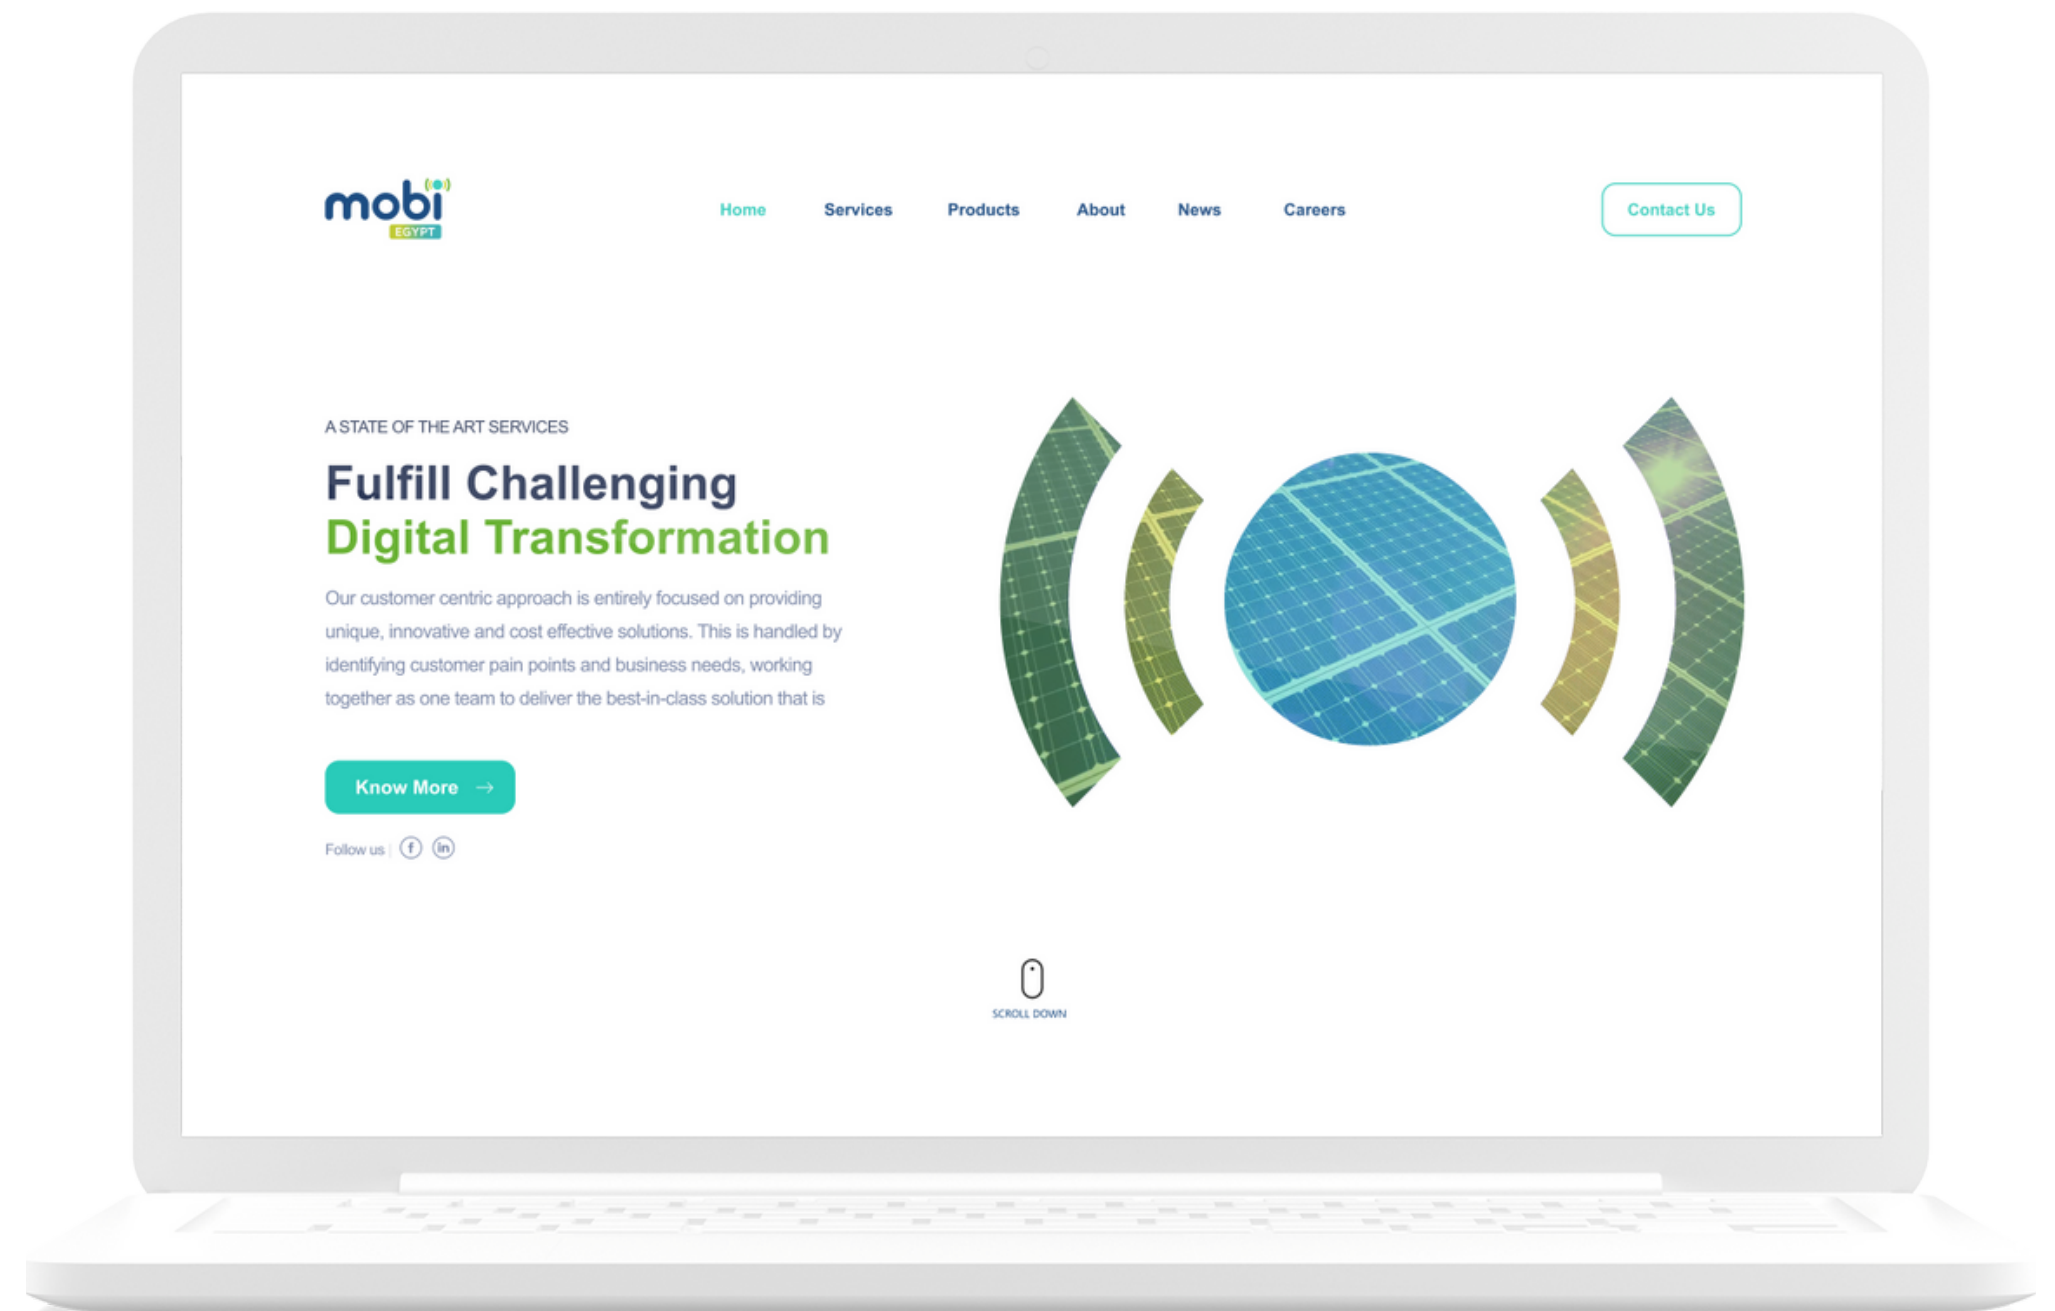 mobi
EGYPT
Home Services Products About News Careers Contact Us
A STATE OF THE ART SERVICES
Fulfill Challenging
Digital Transformation
Our customer centric approach is entirely focused on providing
unique, innovative and cost effective solutions. This is handled by
identifying customer pain points and business needs, working
together as one team to deliver the best-in-class solution that is
Know More →
Follow us | f in
SCROLL DOWN